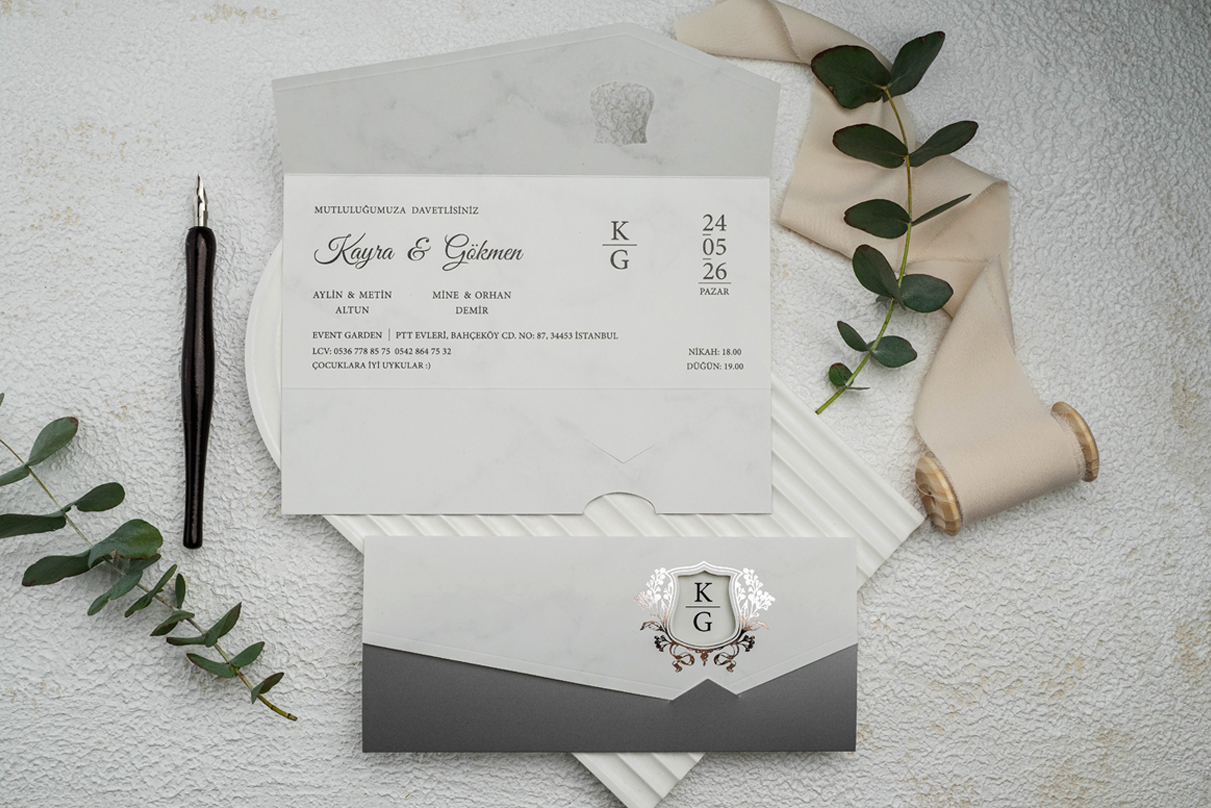 MUTLULUĞUMUZA DAVETLİSİNİZ
Kayra & Gökmen
K
G
24
05
26
PAZAR
AYLİN & METİN
ALTUN
MİNE & ORHAN
DEMİR
EVENT GARDEN | PTT EVLERİ, BAHÇEKÖY CD. NO: 87, 34453 İSTANBUL
LCV: 0536 778 85 75 0542 864 75 32
ÇOCUKLARA İYİ UYKULAR :)
NİKAH: 18.00
DÜĞÜN: 19.00
K
G